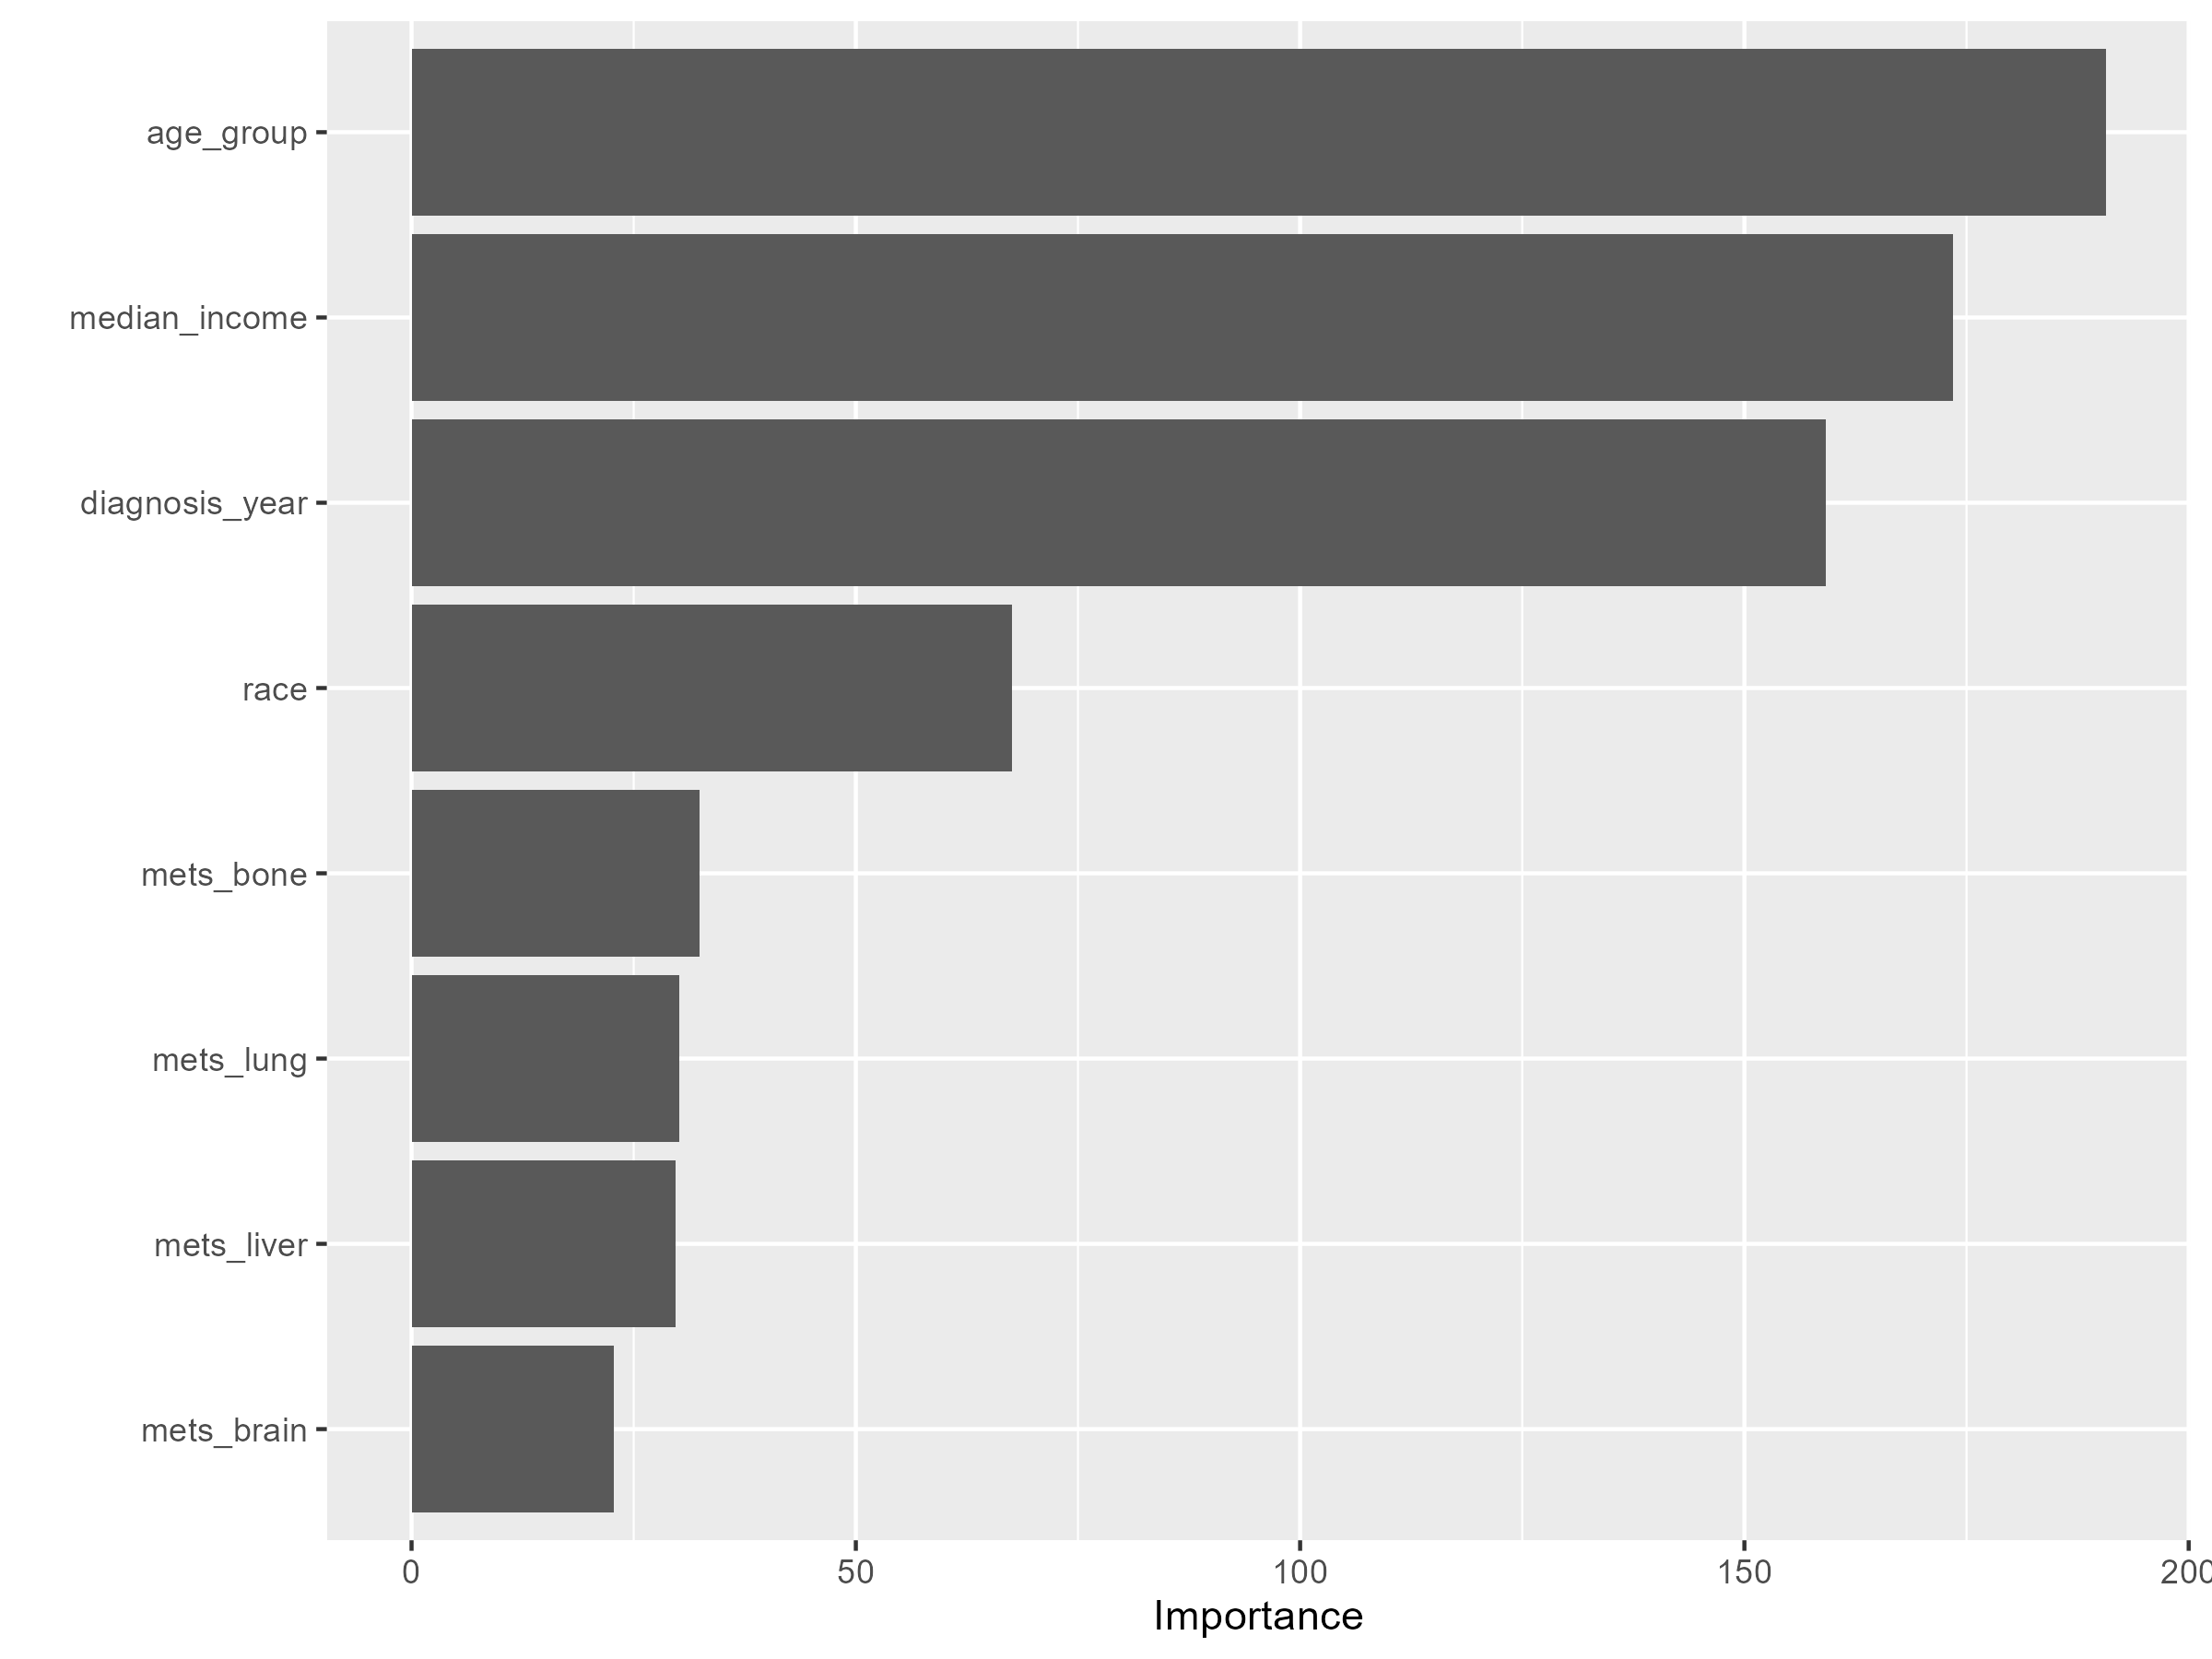 age_group
median_income
diagnosis_year
race
mets_bone
mets_lung
mets_liver
mets_brain
0 50 100 150 200
Importance